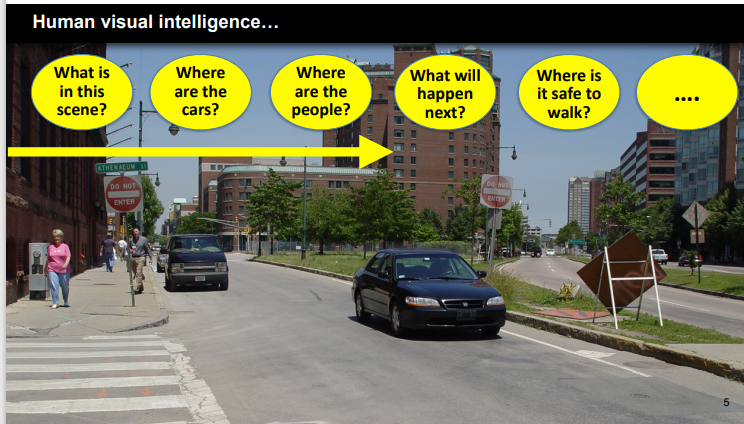 Human visual intelligence…
What is
in this
scene?
Where
are the
cars?
Where
are the
people?
What will
happen
next?
Where is
it safe to
walk?
....
ATHENAEUM ST
DO NOT
ENTER
DO NOT
ENTER
5